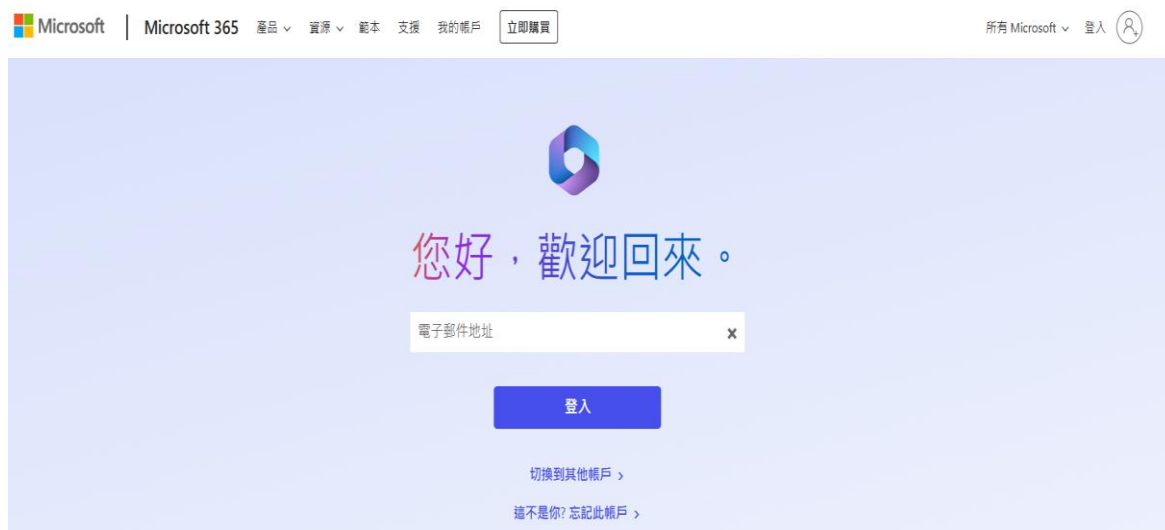 Microsoft | Microsoft 365 產品 資源 範本 支援 我的帳戶 立即購買 所有 Microsoft 登入
您好，歡迎回來。
電子郵件地址
登入
切換到其他帳戶
這不是你? 忘記此帳戶